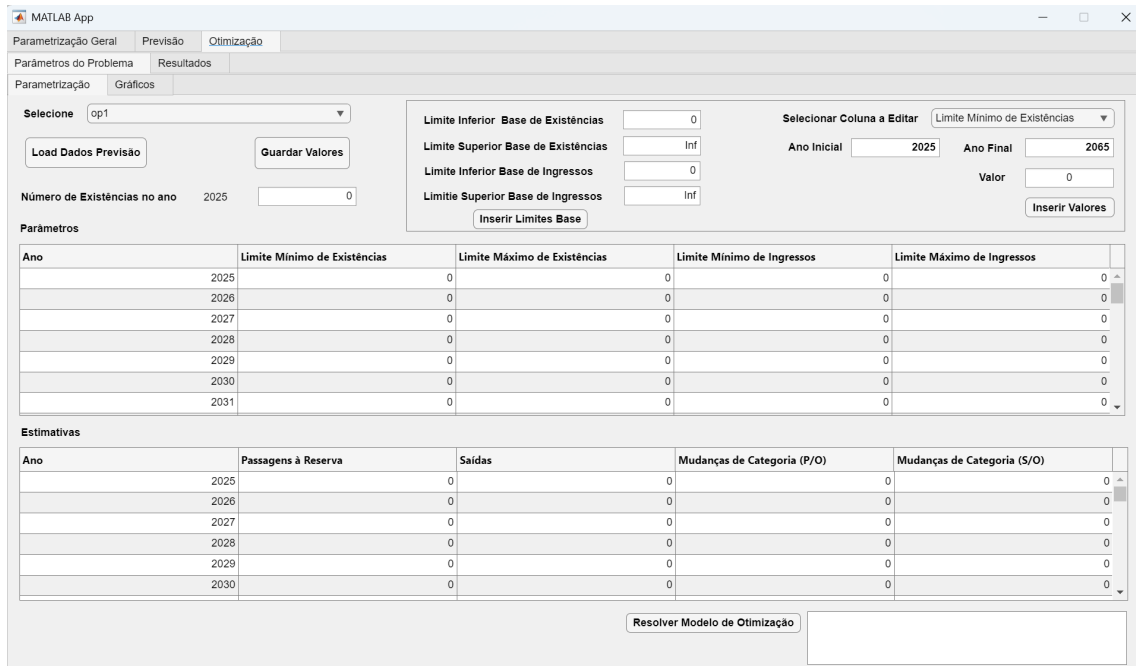 MATLAB App
Parametrização Geral Previsão Otimização
Parâmetros do Problema Resultados
Parametrização Gráficos
Selecione op1
Load Dados Previsão Guardar Valores
Número de Existências no ano 2025 0
Limite Inferior Base de Existências 0
Limite Superior Base de Existências Inf
Limite Inferior Base de Ingressos 0
Limitie Superior Base de Ingressos Inf
Inserir Limites Base
Selecionar Coluna a Editar Limite Mínimo de Existências
Ano Inicial 2025 Ano Final 2065
Valor 0
Inserir Valores
Parâmetros
Ano Limite Mínimo de Existências Limite Máximo de Existências Limite Mínimo de Ingressos Limite Máximo de Ingressos
2025 0 0 0 0
2026 0 0 0 0
2027 0 0 0 0
2028 0 0 0 0
2029 0 0 0 0
2030 0 0 0 0
2031 0 0 0 0
Estimativas
Ano Passagens à Reserva Saídas Mudanças de Categoria (P/O) Mudanças de Categoria (S/O)
2025 0 0 0 0
2026 0 0 0 0
2027 0 0 0 0
2028 0 0 0 0
2029 0 0 0 0
2030 0 0 0 0
Resolver Modelo de Otimização